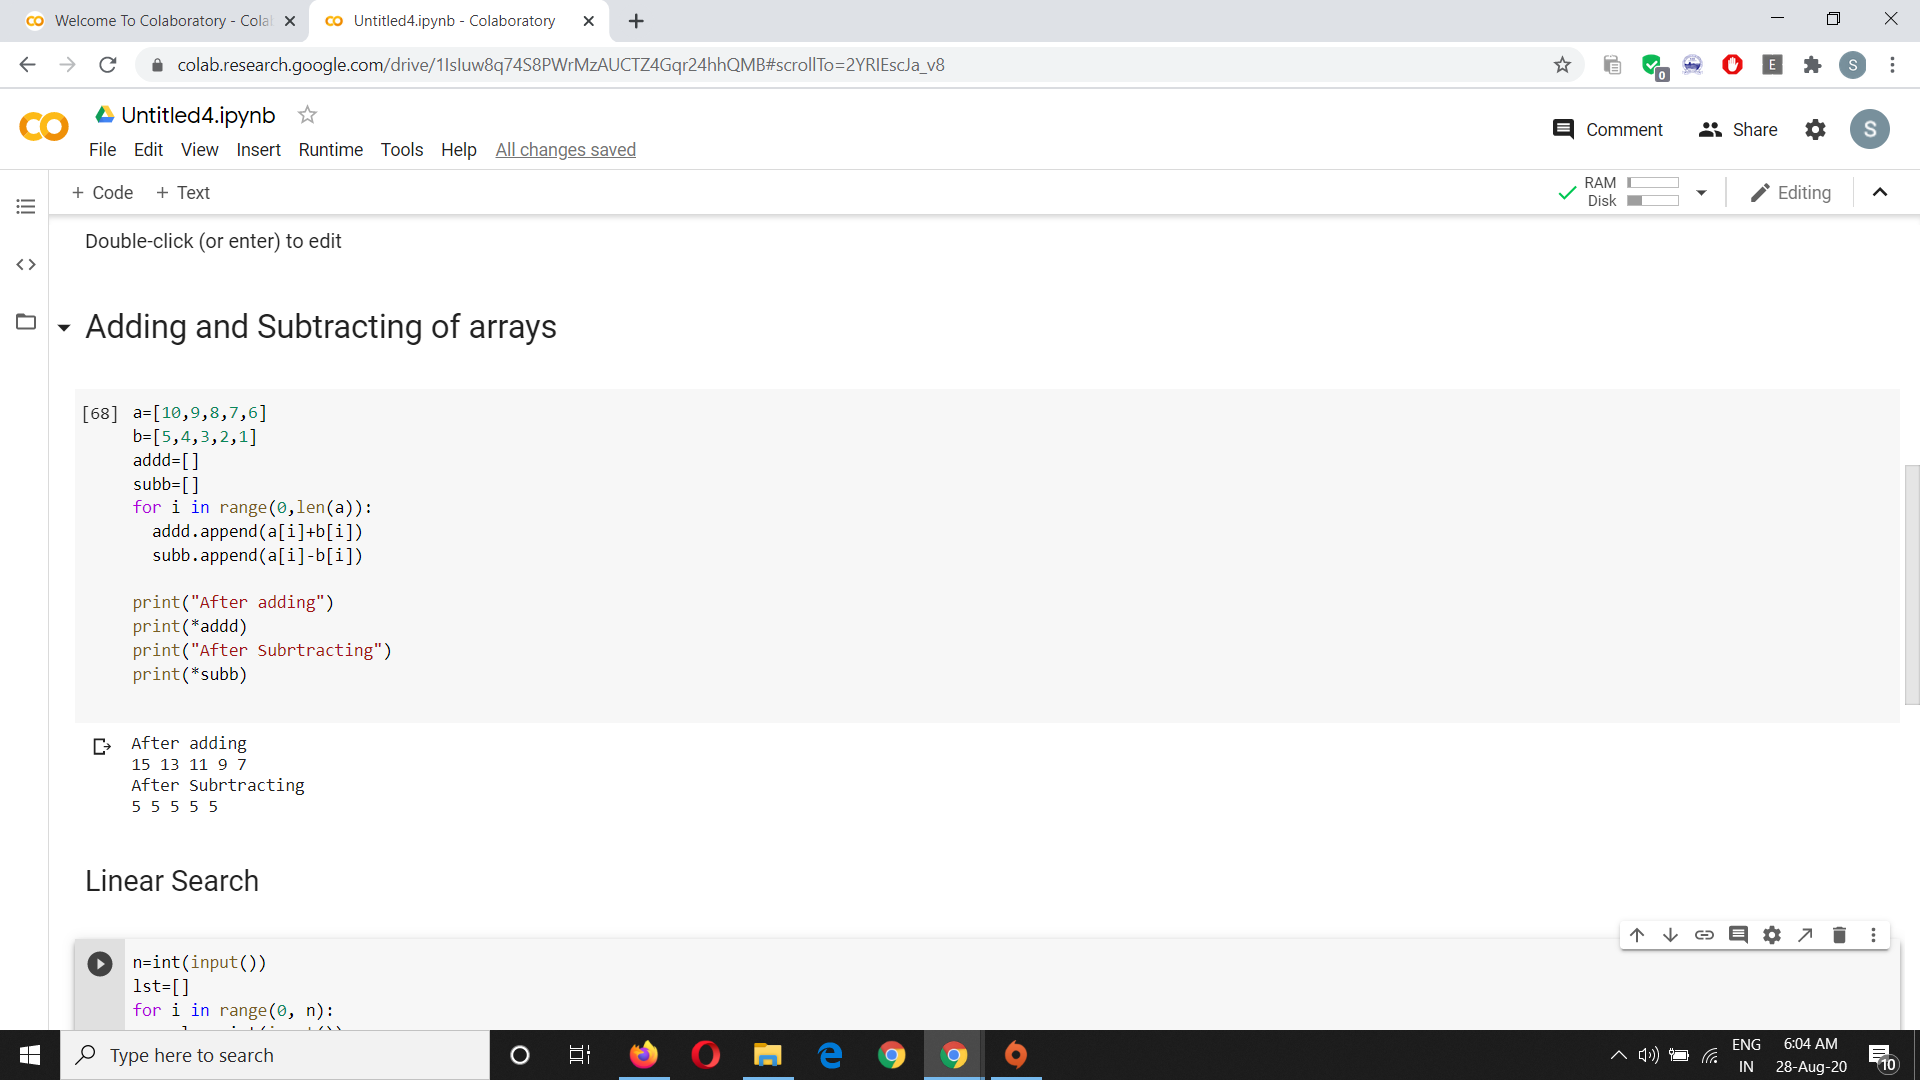 Welcome To Colaboratory - Cola
Untitled4.ipynb - Colaboratory
colab.research.google.com/drive/1IsIuw8q74S8PWrMzAUCTZ4Gqr24hhQMB#scrollTo=2YRIEscJa_v8
0
E
S
Untitled4.ipynb
Comment
Share
S
File Edit View Insert Runtime Tools Help All changes saved
+ Code + Text
RAM
Disk
Editing
Double-click (or enter) to edit
Adding and Subtracting of arrays
[68] a=[10,9,8,7,6]
b=[5,4,3,2,1]
addd=[]
subb=[]
for i in range(0,len(a)):
  addd.append(a[i]+b[i])
  subb.append(a[i]-b[i])
print("After adding")
print(*addd)
print("After Subrtracting")
print(*subb)
After adding
15 13 11 9 7
After Subrtracting
5 5 5 5 5
Linear Search
n=int(input())
lst=[]
for i in range(0, n):
Type here to search
ENG
IN
6:04 AM
28-Aug-20
10